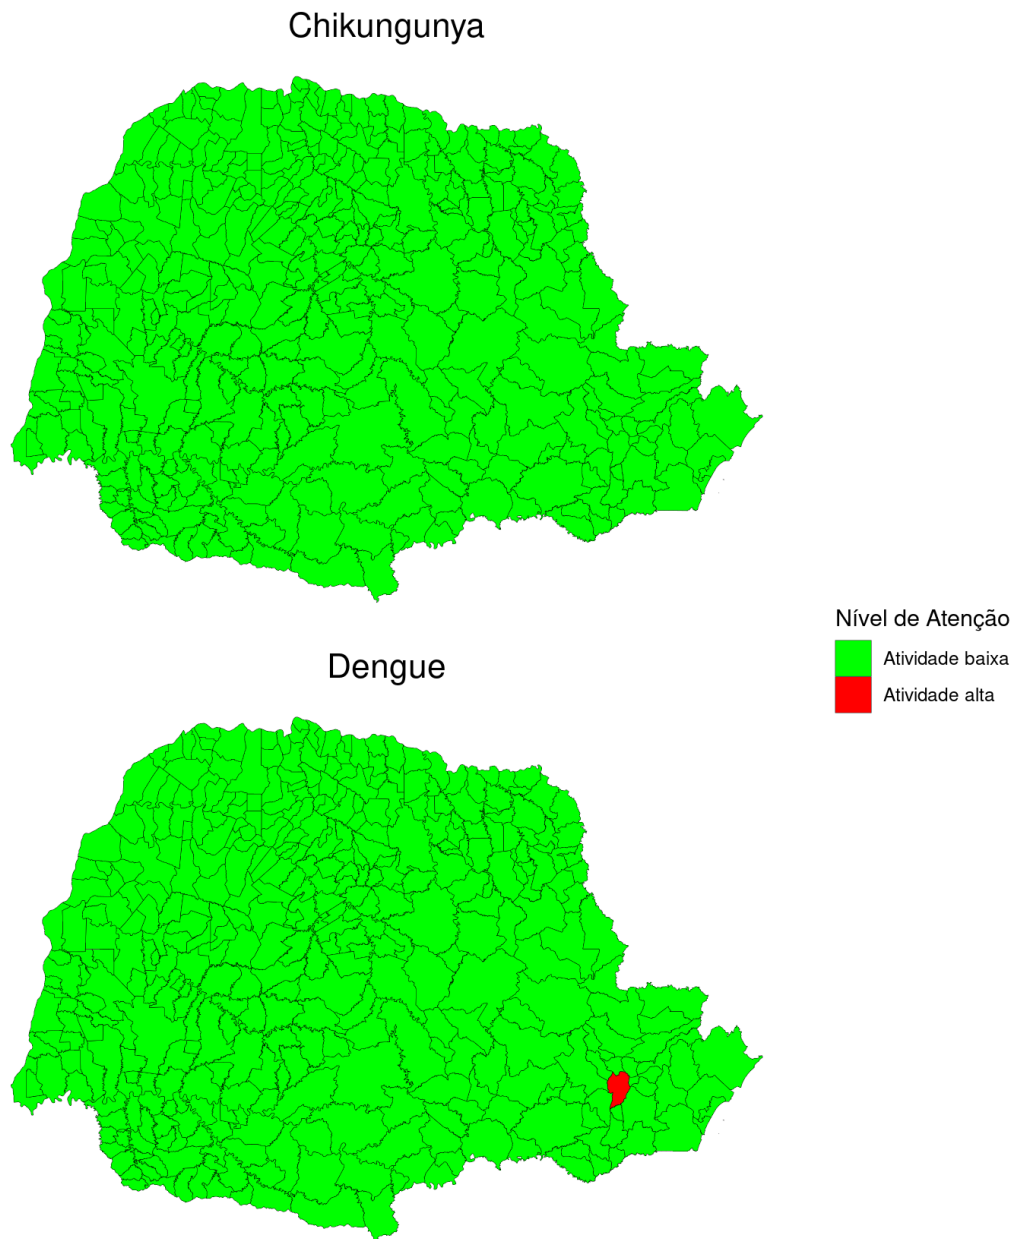 Chikungunya
Nível de Atenção
Atividade baixa
Atividade alta
Dengue